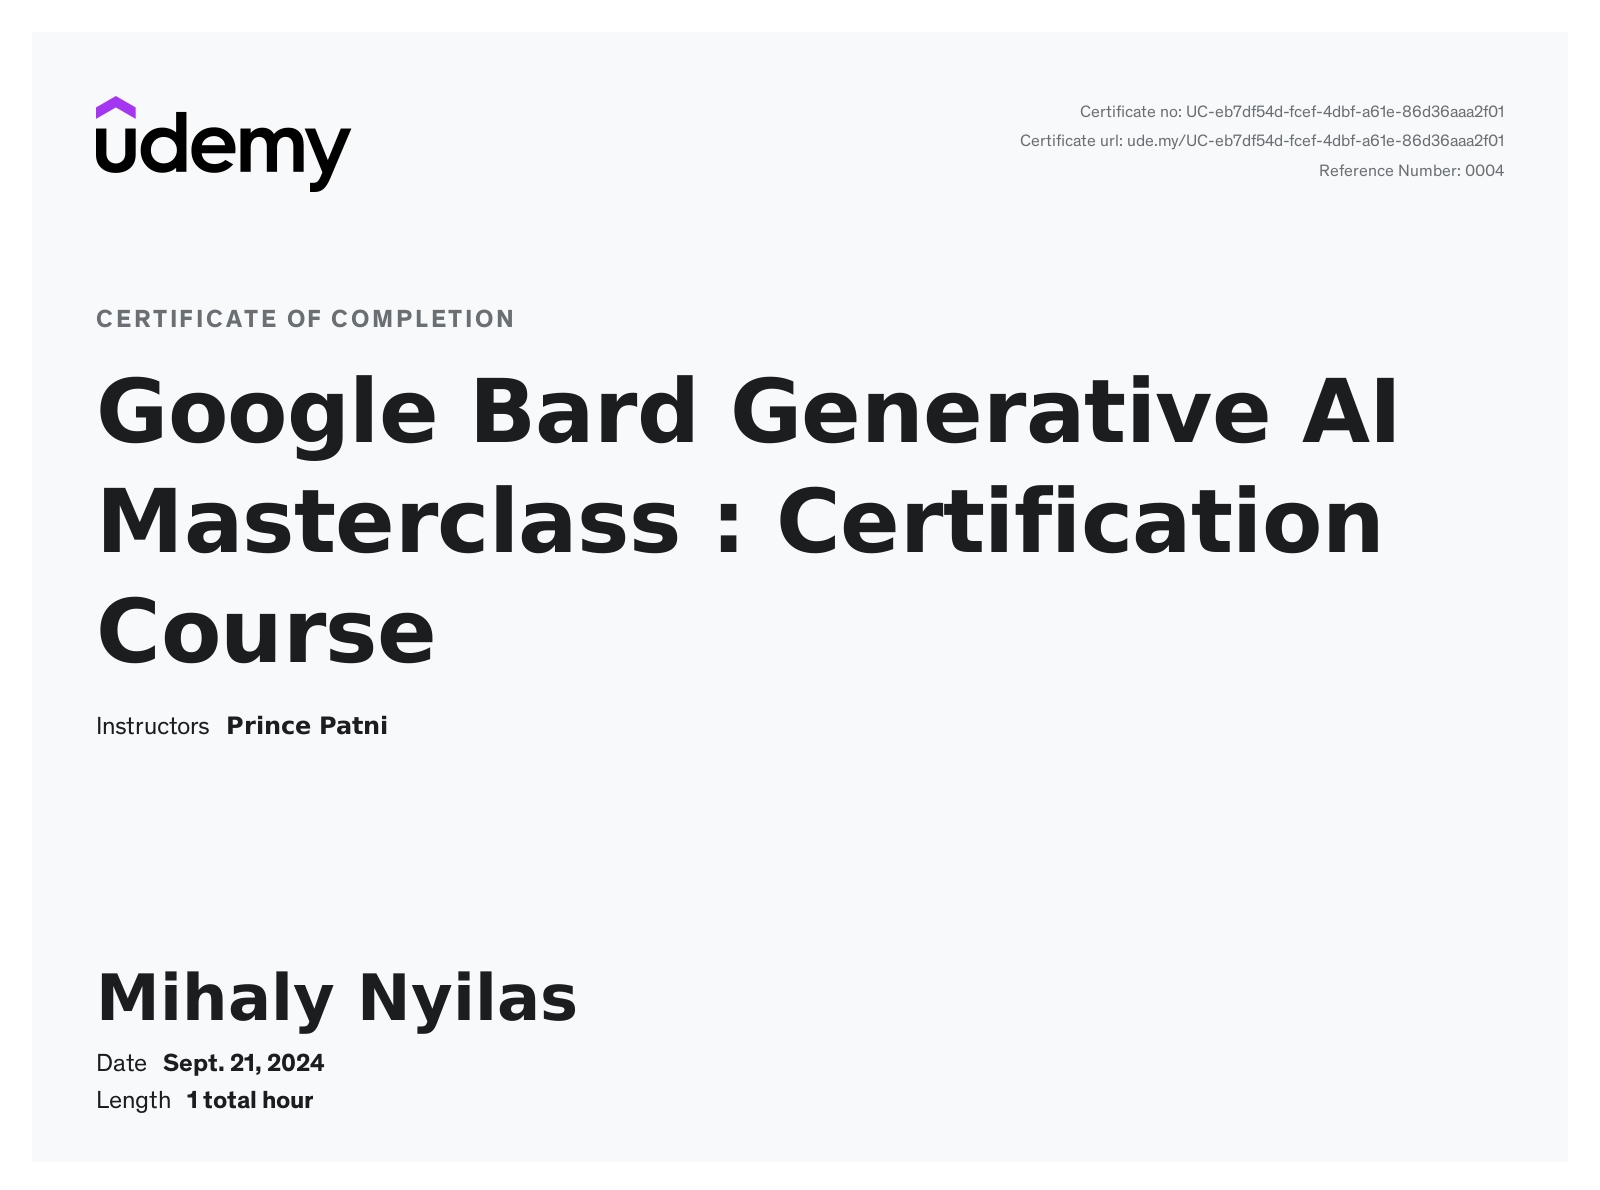 udemy
Certificate no: UC-eb7df54d-fcef-4dbf-a61e-86d36aaa2f01
Certificate url: ude.my/UC-eb7df54d-fcef-4dbf-a61e-86d36aaa2f01
Reference Number: 0004
CERTIFICATE OF COMPLETION
Google Bard Generative AI
Masterclass : Certification
Course
Instructors Prince Patni
Mihaly Nyilas
Date Sept. 21, 2024
Length 1 total hour